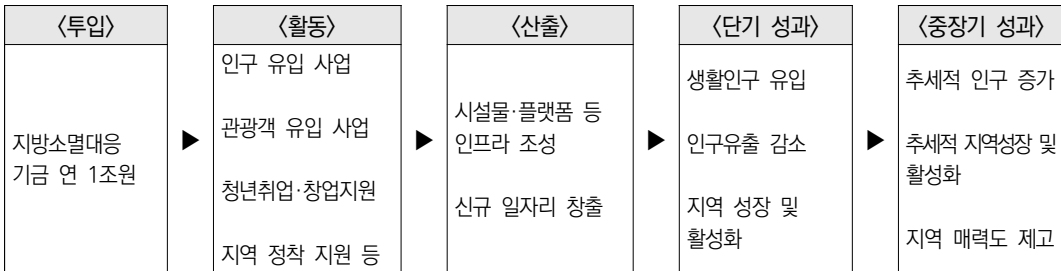 〈투입〉
지방소멸대응
기금 연 1조원
▶
〈활동〉
인구 유입 사업
관광객 유입 사업
청년취업·창업지원
지역 정착 지원 등
▶
〈산출〉
시설물·플랫폼 등
인프라 조성
신규 일자리 창출
▶
〈단기 성과〉
생활인구 유입
인구유출 감소
지역 성장 및
활성화
▶
〈중장기 성과〉
추세적 인구 증가
추세적 지역성장 및
활성화
지역 매력도 제고